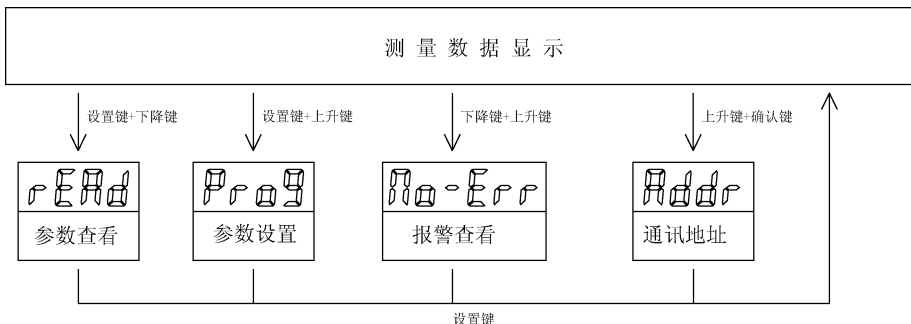 测量数据显示
设置键+下降键
设置键+上升键
下降键+上升键
上升键+确认键
rEAd
Prog
No-Err
Addr
参数查看
参数设置
报警查看
通讯地址
设置键